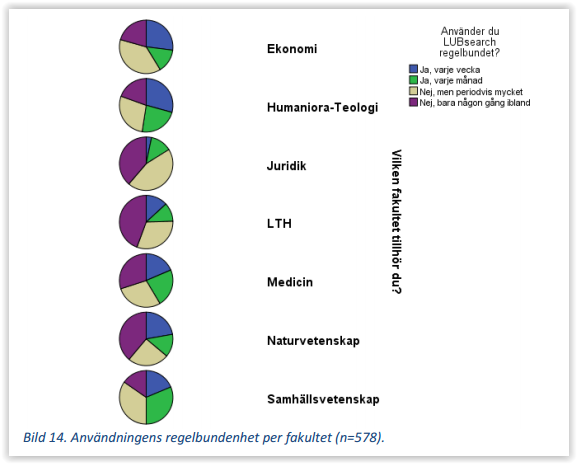 Använder du
LUBsearch
regelbundet?
Ja, varje vecka
Ja, varje månad
Nej, men periodvis mycket
Nej, bara någon gång ibland
Ekonomi
Humaniora-Teologi
Juridik
LTH
Medicin
Naturvetenskap
Samhällsvetenskap
Vilken fakultet tillhör du?
Bild 14. Användningens regelbundenhet per fakultet (n=578).